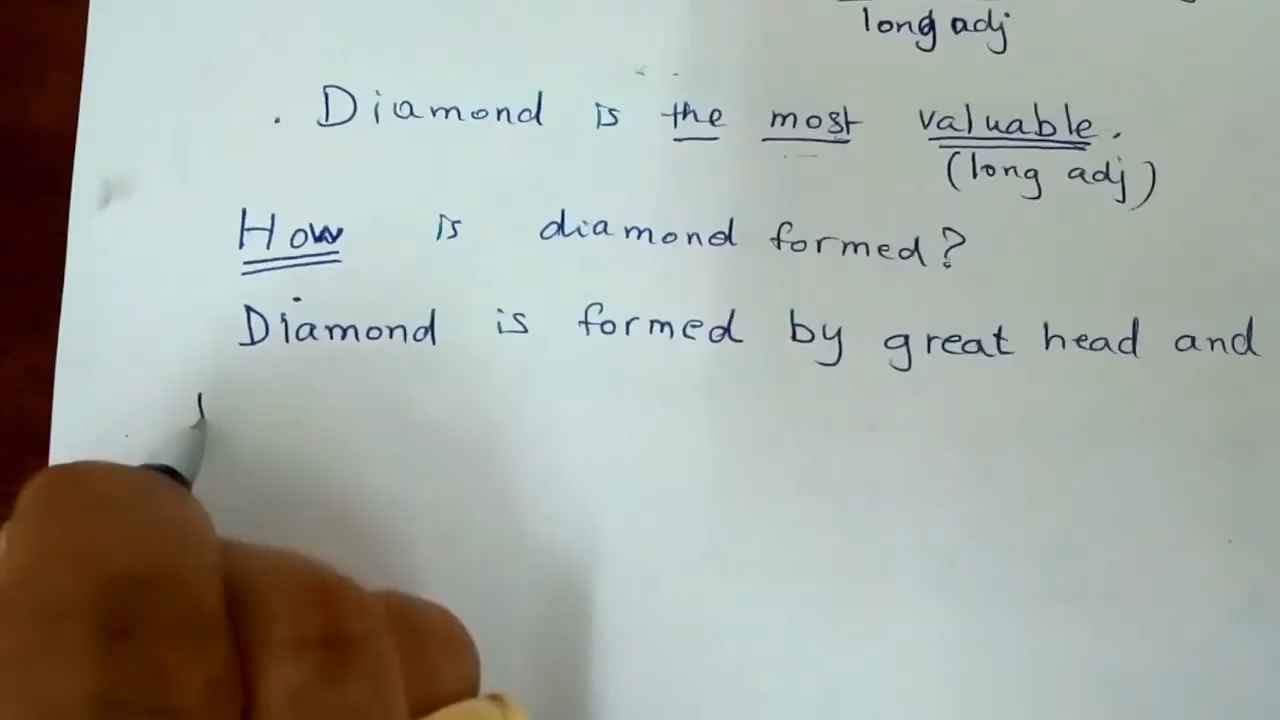 long adj
. Diamond is the most valuable.
(long adj)
How is diamond formed?
Diamond is formed by great head and